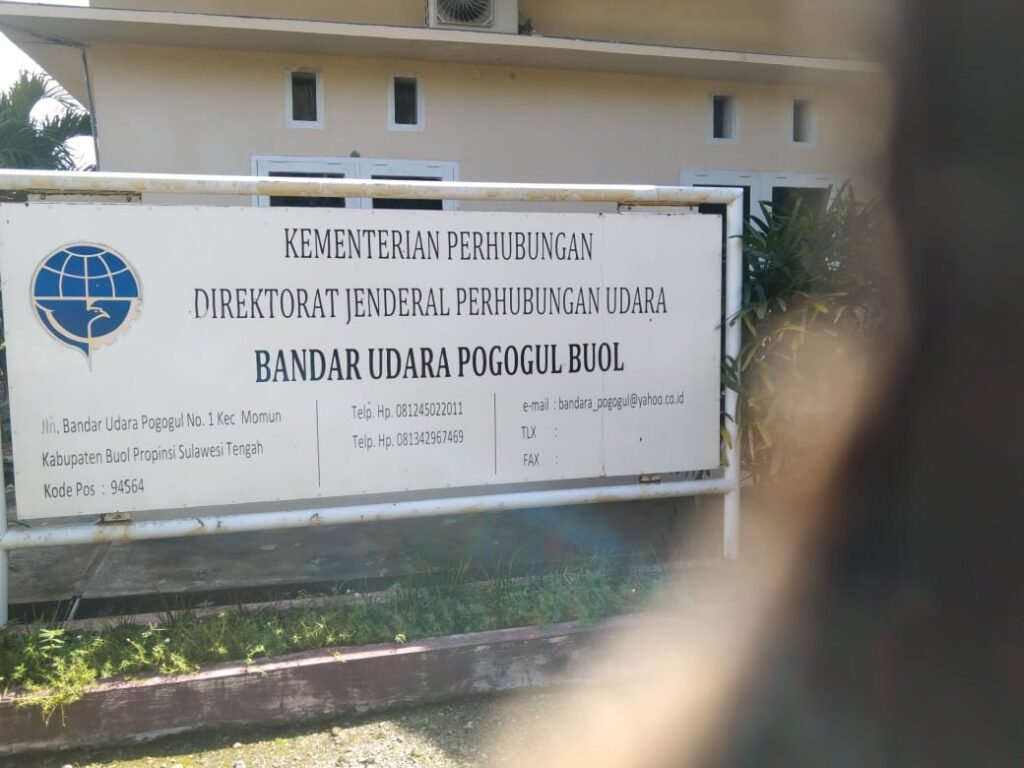 KEMENTERIAN PERHUBUNGAN
DIREKTORAT JENDERAL PERHUBUNGAN UDARA
BANDAR UDARA POGOGUL BUOL
Jln. Bandar Udara Pogogul No. 1 Kec Momun
Kabupaten Buol Propinsi Sulawesi Tengah
Kode Pos : 94564
Telp. Hp. 081245022011
Telp. Hp. 081342967469
e-mail : bandara_pogogul@yahoo.co.id
TLX :
FAX :